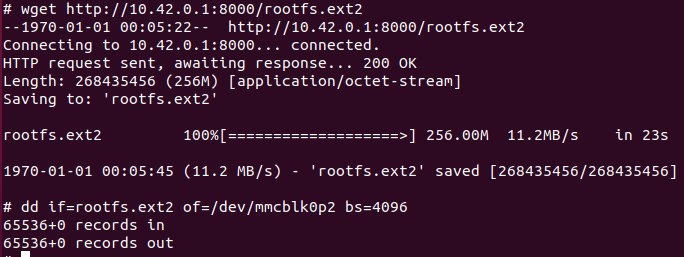 # wget http://10.42.0.1:8000/rootfs.ext2
--1970-01-01 00:05:22--  http://10.42.0.1:8000/rootfs.ext2
Connecting to 10.42.0.1:8000... connected.
HTTP request sent, awaiting response... 200 OK
Length: 268435456 (256M) [application/octet-stream]
Saving to: 'rootfs.ext2'
rootfs.ext2         100%[===================>] 256.00M  11.2MB/s    in 23s
1970-01-01 00:05:45 (11.2 MB/s) - 'rootfs.ext2' saved [268435456/268435456]
# dd if=rootfs.ext2 of=/dev/mmcblk0p2 bs=4096
65536+0 records in
65536+0 records out
#